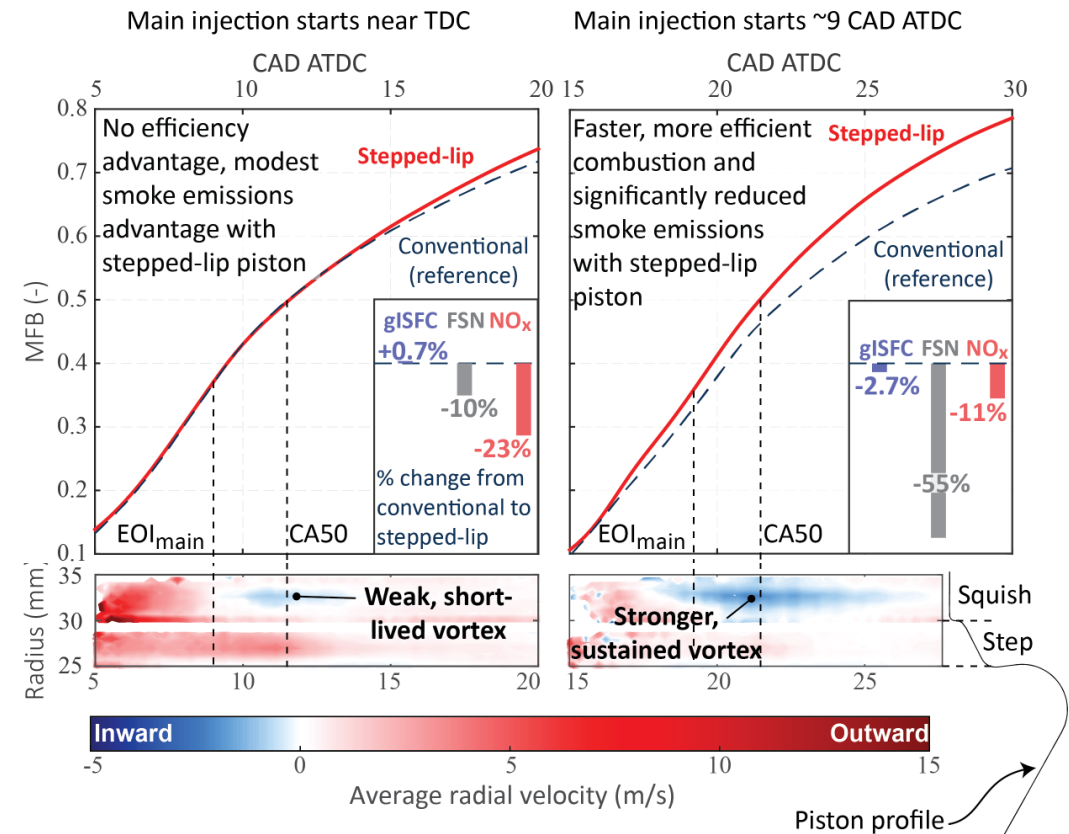 Main injection starts near TDC
Main injection starts ~9 CAD ATDC
CAD ATDC
5 10 15 20
CAD ATDC
15 20 25 30
MFB (-)
0.8
0.7
0.6
0.5
0.4
0.3
0.2
0.1
No efficiency
advantage, modest
smoke emissions
advantage with
stepped-lip piston
Stepped-lip
Conventional
(reference)
gISFC FSN NOx
+0.7%
-10%
-23%
% change from
conventional to
stepped-lip
EOImain
CA50
Faster, more efficient
combustion and
significantly reduced
smoke emissions
with stepped-lip
piston
Stepped-lip
Conventional
(reference)
gISFC FSN NOx
-2.7%
-11%
-55%
EOImain
CA50
Radius (mm)
35
30
25
Weak, short-
lived vortex
5 10 15 20
Stronger,
sustained vortex
15 20 25
Squish
Step
Inward
Outward
-5 0 5 10 15
Average radial velocity (m/s)
Piston profile